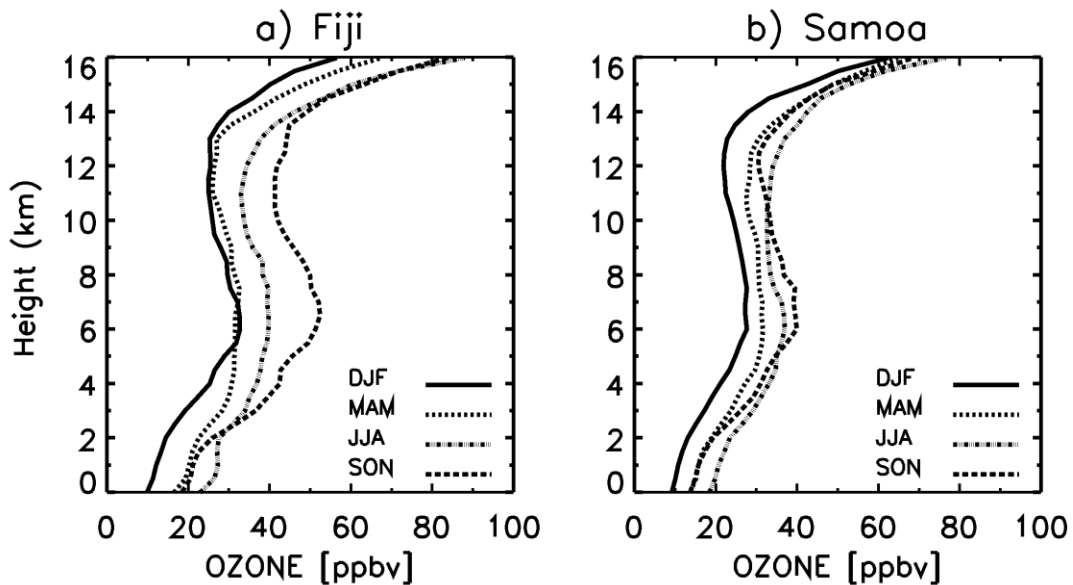 a) Fiji
b) Samoa
Height (km)
16
14
12
10
8
6
4
2
0
DJF
MAM
JJA
SON
0 20 40 60 80 100
OZONE [ppbv]
16
14
12
10
8
6
4
2
0
DJF
MAM
JJA
SON
0 20 40 60 80 100
OZONE [ppbv]